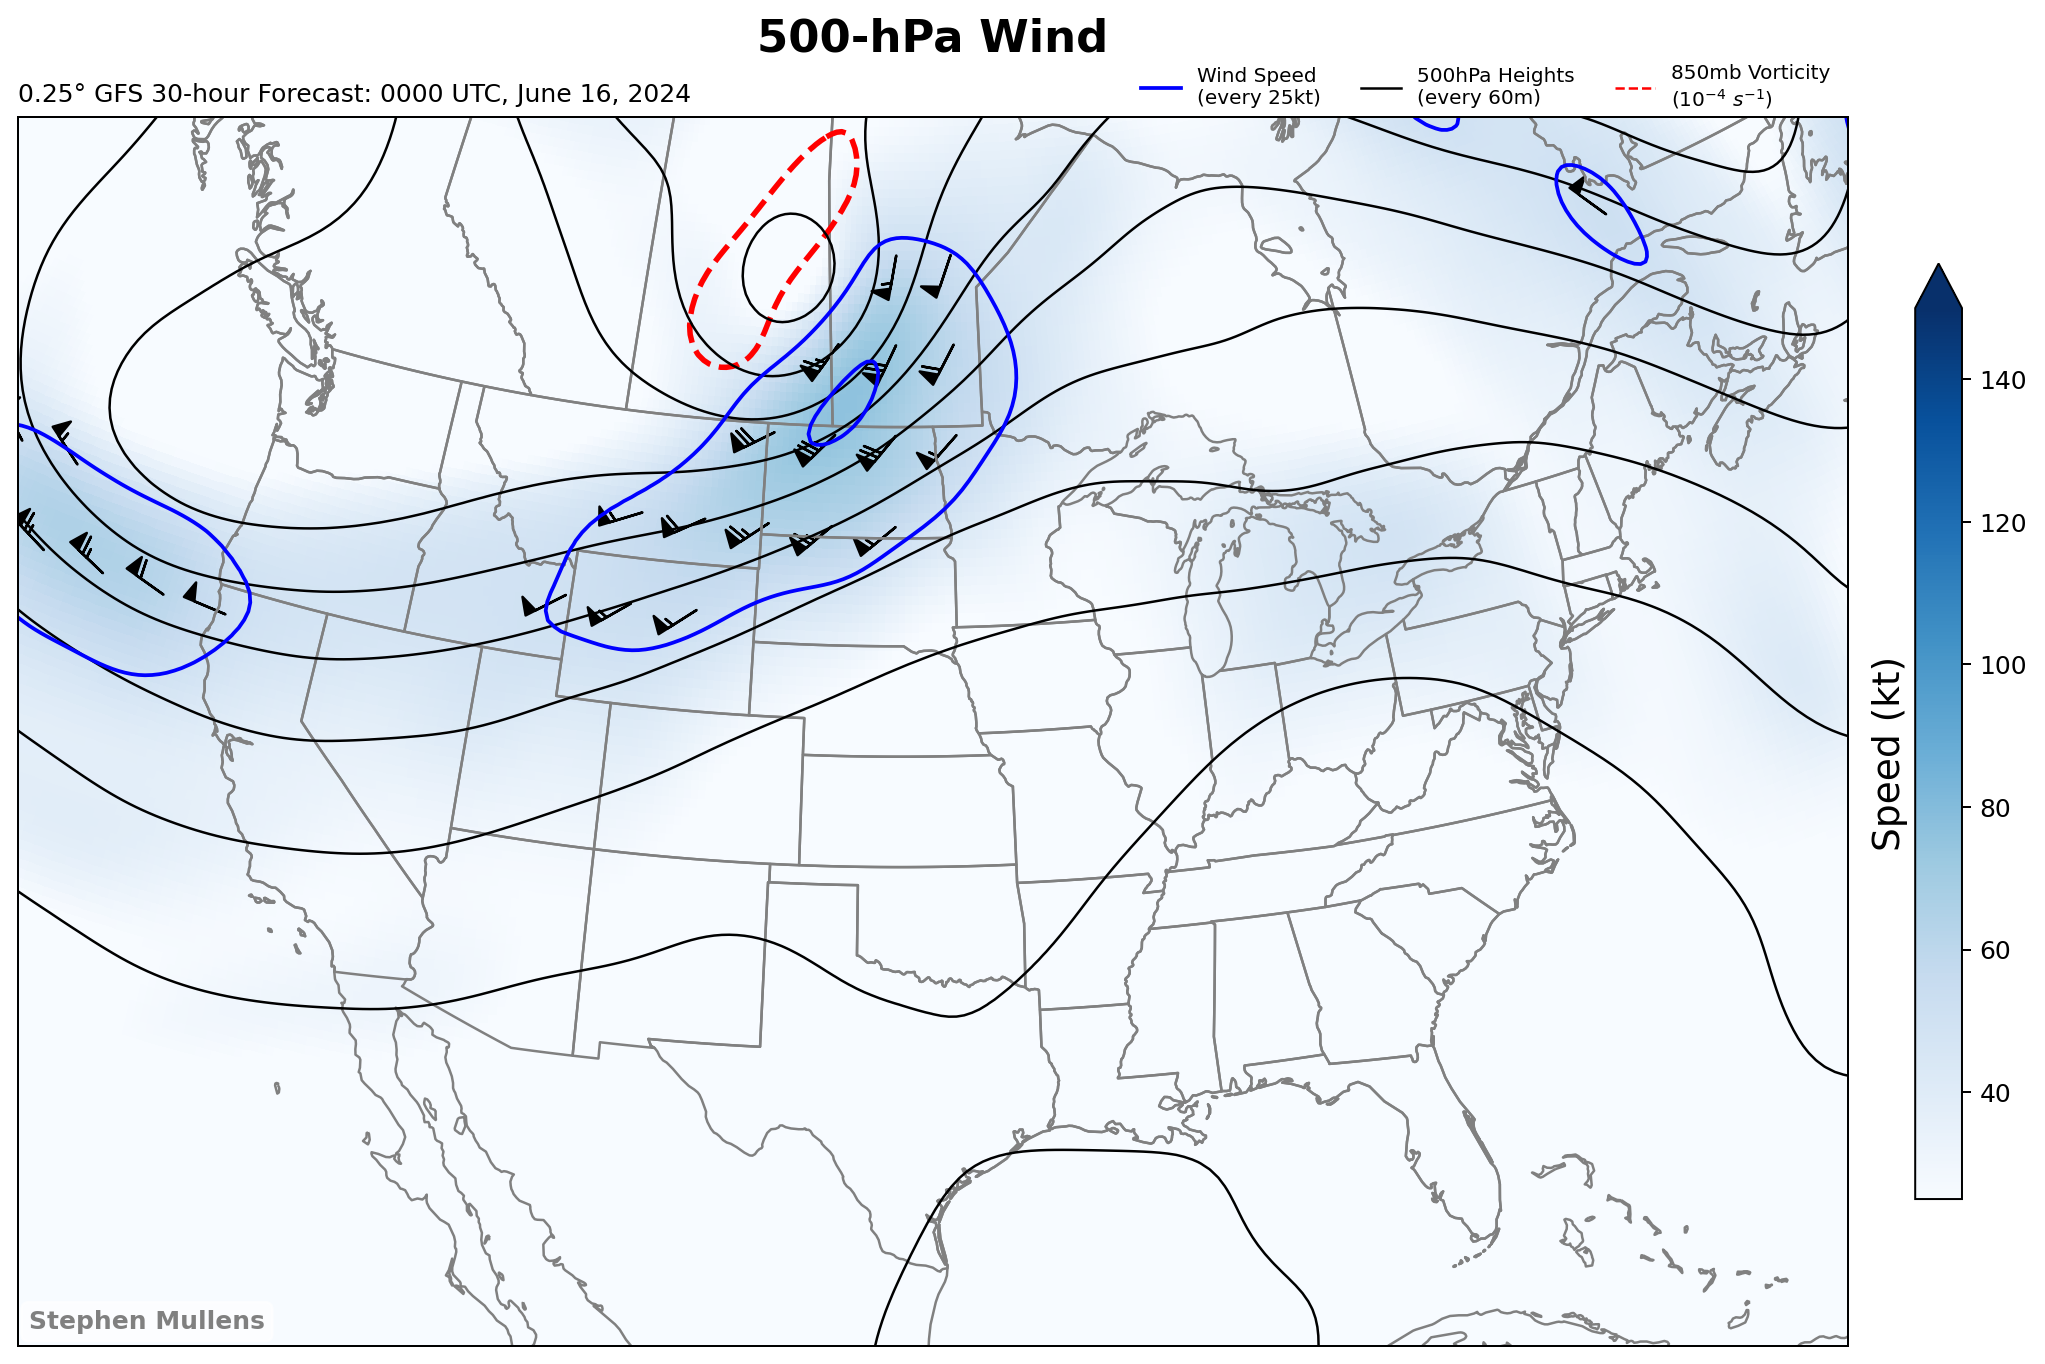 500-hPa Wind
0.25° GFS 30-hour Forecast: 0000 UTC, June 16, 2024
Wind Speed
(every 25kt)
500hPa Heights
(every 60m)
850mb Vorticity
(10⁻⁴ s⁻¹)
140
120
100
80
60
40
Speed (kt)
Stephen Mullens